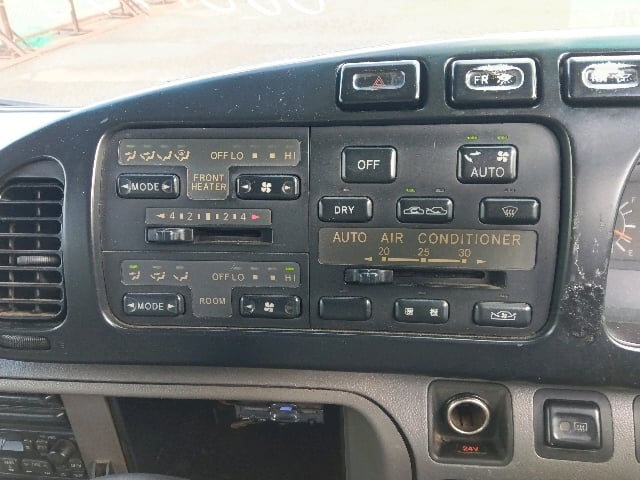 FR
OFF LO HI
FRONT HEATER
MODE
4 2 2 4
OFF LO HI
MODE
ROOM
OFF
AUTO
DRY
AUTO AIR CONDITIONER
20 25 30
24V